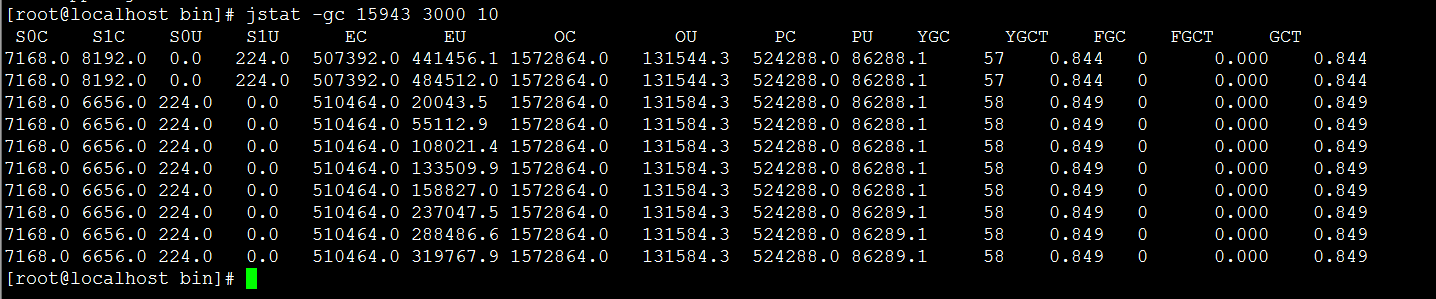 [root@localhost bin]# jstat -gc 15943 3000 10
S0C S1C S0U S1U EC EU OC OU PC PU YGC YGCT FGC FGCT GCT
7168.0 8192.0 0.0 224.0 507392.0 441456.1 1572864.0 131544.3 524288.0 86288.1 57 0.844 0 0.000 0.844
7168.0 8192.0 0.0 224.0 507392.0 484512.0 1572864.0 131544.3 524288.0 86288.1 57 0.844 0 0.000 0.844
7168.0 6656.0 224.0 0.0 510464.0 20043.5 1572864.0 131584.3 524288.0 86288.1 58 0.849 0 0.000 0.849
7168.0 6656.0 224.0 0.0 510464.0 55112.9 1572864.0 131584.3 524288.0 86288.1 58 0.849 0 0.000 0.849
7168.0 6656.0 224.0 0.0 510464.0 108021.4 1572864.0 131584.3 524288.0 86288.1 58 0.849 0 0.000 0.849
7168.0 6656.0 224.0 0.0 510464.0 133509.9 1572864.0 131584.3 524288.0 86288.1 58 0.849 0 0.000 0.849
7168.0 6656.0 224.0 0.0 510464.0 158827.0 1572864.0 131584.3 524288.0 86288.1 58 0.849 0 0.000 0.849
7168.0 6656.0 224.0 0.0 510464.0 237047.5 1572864.0 131584.3 524288.0 86289.1 58 0.849 0 0.000 0.849
7168.0 6656.0 224.0 0.0 510464.0 288486.6 1572864.0 131584.3 524288.0 86289.1 58 0.849 0 0.000 0.849
7168.0 6656.0 224.0 0.0 510464.0 319767.9 1572864.0 131584.3 524288.0 86289.1 58 0.849 0 0.000 0.849
[root@localhost bin]#